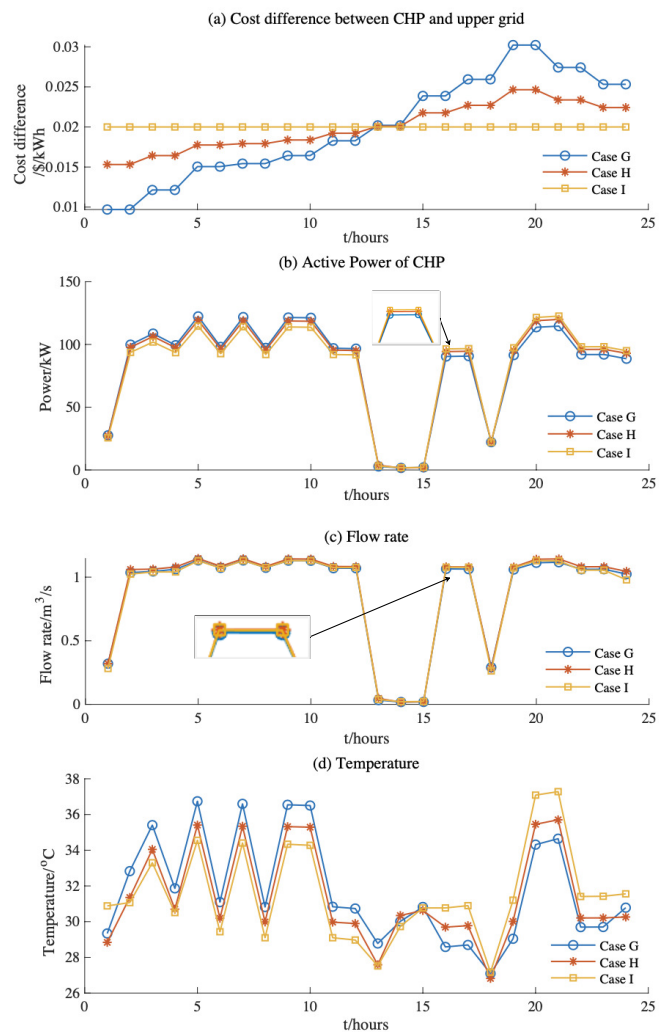 (a) Cost difference between CHP and upper grid
0.03
0.025
0.02
0.015
0.01
Cost difference
/$/kWh
Case G
Case H
Case I
0 5 10 15 20 25
t/hours
(b) Active Power of CHP
150
100
50
0
Power/kW
Case G
Case H
Case I
0 5 10 15 20 25
t/hours
(c) Flow rate
1
0.5
0
Flow rate/m³/s
Case G
Case H
Case I
0 5 10 15 20 25
t/hours
(d) Temperature
38
36
34
32
30
28
26
Temperature/°C
Case G
Case H
Case I
0 5 10 15 20 25
t/hours